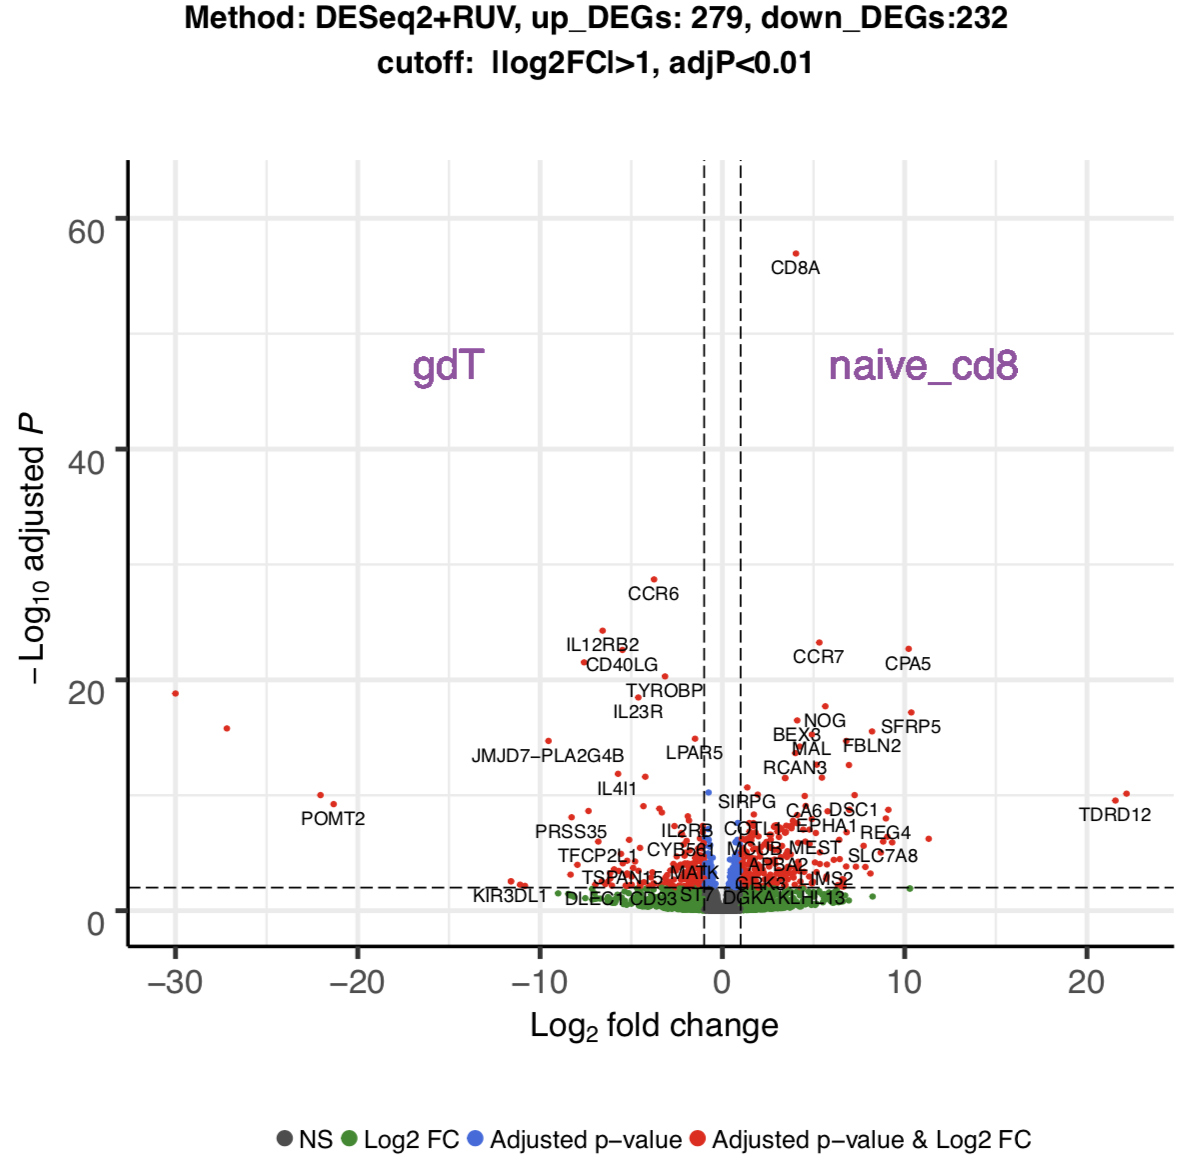 Method: DESeq2+RUV, up_DEGs: 279, down_DEGs:232
cutoff:  |log2FC|>1, adjP<0.01
60
CD8A
gdT
naive_cd8
−Log10 adjusted P
40
CCR6
IL12RB2
CCR7
CD40LG
CPA5
20
TYROBP
IL23R
NOG
SFRP5
BEX3
MAL
FBLN2
JMJD7−PLA2G4B
LPAR5
RCAN3
IL4I1
SIRPG
CA6
DSC1
POMT2
TDRD12
PRSS35
IL2RB
EPHA1
REG4
TFCP2L1
CYB561
MCUB
MEST
SLC7A8
APBA2
TSPAN15
MATK
GRK3
LIMS2
KIR3DL1
DLEC1
CD93
ST7
DGKA
KLHL13
0
−30
−20
−10
0
10
20
Log2 fold change
NS
Log2 FC
Adjusted p−value
Adjusted p−value & Log2 FC